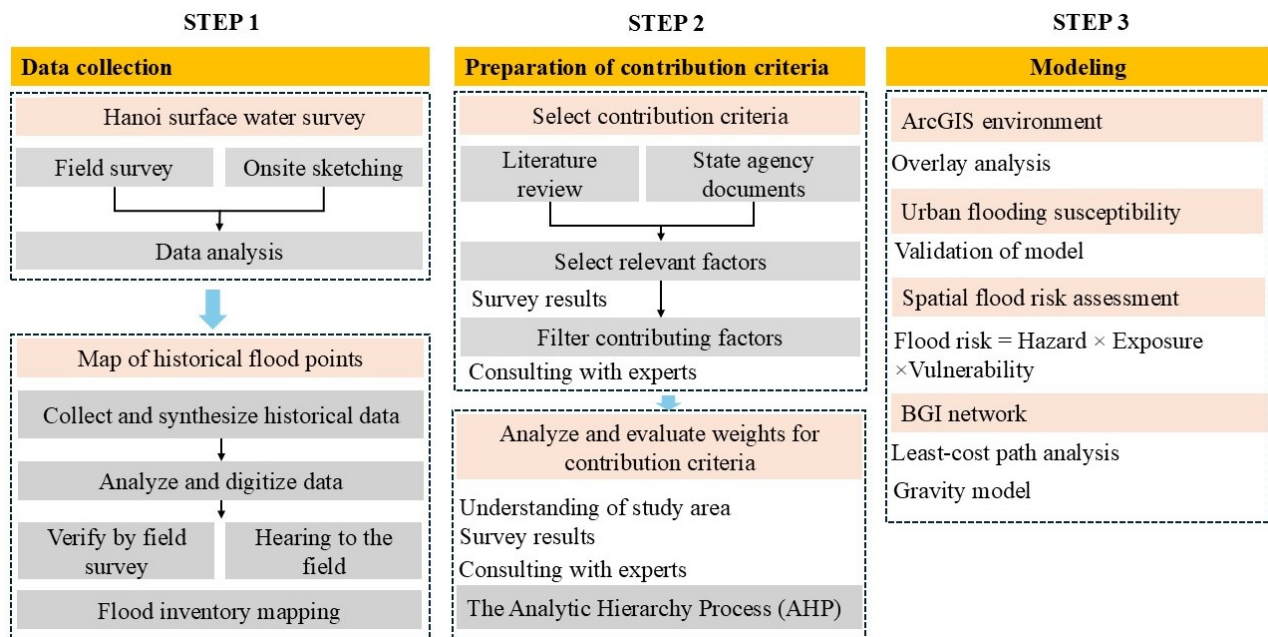 STEP 1
Data collection
Hanoi surface water survey
Field survey
Onsite sketching
Data analysis
Map of historical flood points
Collect and synthesize historical data
Analyze and digitize data
Verify by field
survey
Hearing to the
field
Flood inventory mapping
STEP 2
Preparation of contribution criteria
Select contribution criteria
Literature
review
State agency
documents
Select relevant factors
Survey results
Filter contributing factors
Consulting with experts
Analyze and evaluate weights for
contribution criteria
Understanding of study area
Survey results
Consulting with experts
The Analytic Hierarchy Process (AHP)
STEP 3
Modeling
ArcGIS environment
Overlay analysis
Urban flooding susceptibility
Validation of model
Spatial flood risk assessment
Flood risk = Hazard × Exposure
×Vulnerability
BGI network
Least-cost path analysis
Gravity model